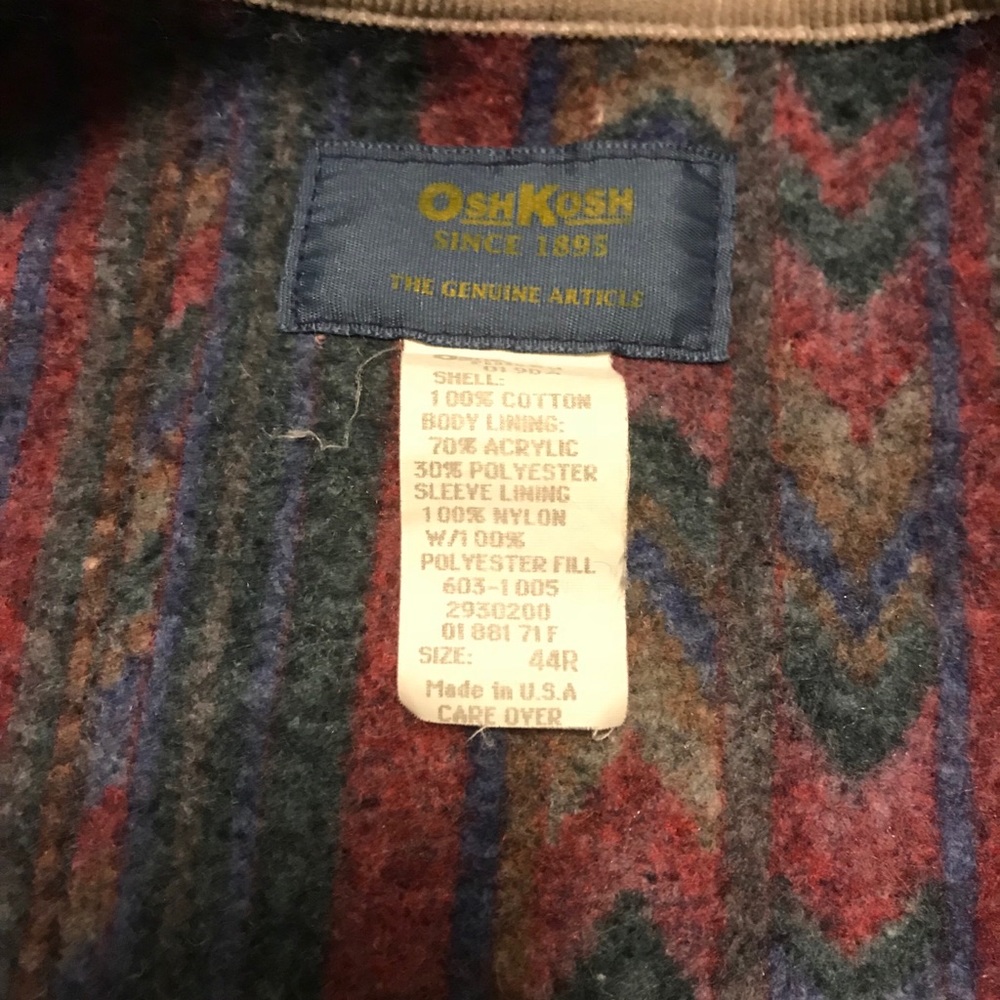 OSHKOSH
SINCE 1895
THE GENUINE ARTICLE
SHELL:
100% COTTON
BODY LINING:
70% ACRYLIC
30% POLYESTER
SLEEVE LINING
100% NYLON
W/100%
POLYESTER FILL
603-1005
2930200
01 881 71 F
SIZE: 44R
Made in U.S.A
CARE OVER